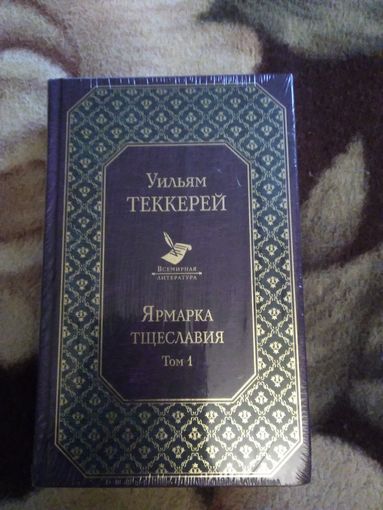 Уильям
Теккерей
Всемирная
литература
Ярмарка
тщеславия
Том 1